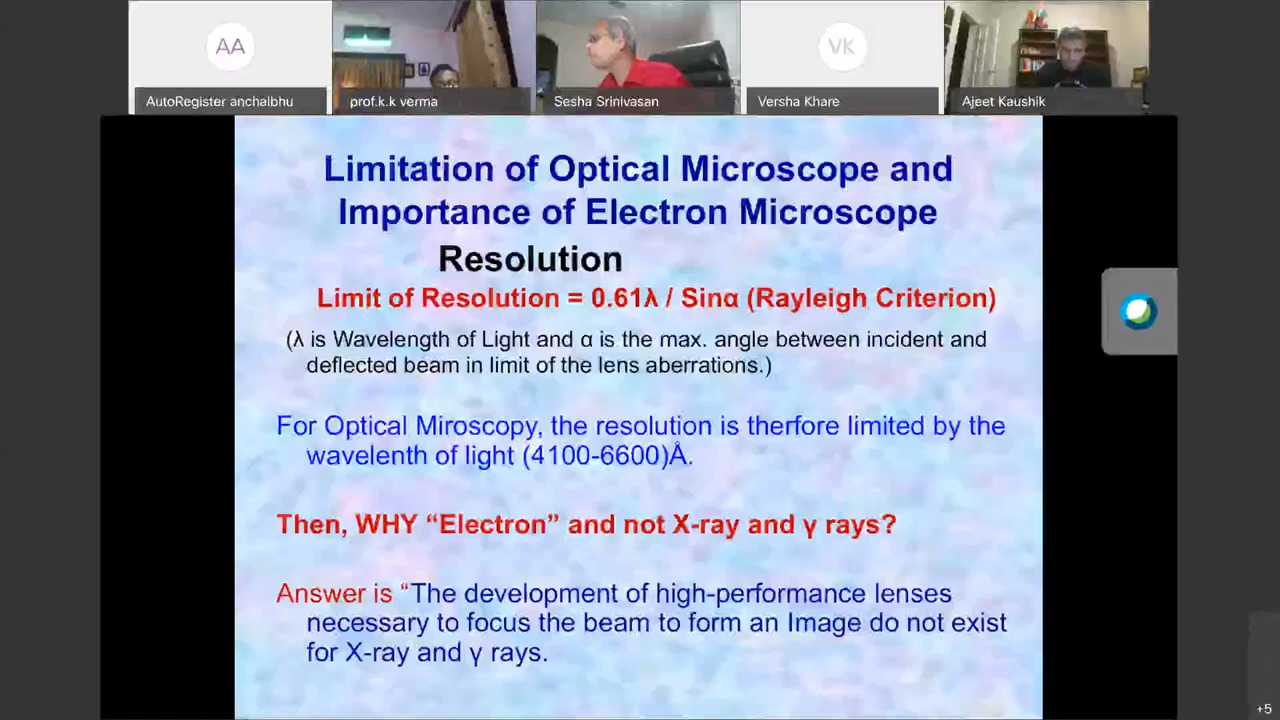 AA
VK
AutoRegister anchalbhu
prof.k.k verma
Sesha Srinivasan
Versha Khare
Ajeet Kaushik
Limitation of Optical Microscope and
Importance of Electron Microscope
Resolution
Limit of Resolution = 0.61λ / Sinα (Rayleigh Criterion)
(λ is Wavelength of Light and α is the max. angle between incident and
deflected beam in limit of the lens aberrations.)
For Optical Miroscopy, the resolution is therfore limited by the
wavelenth of light (4100-6600)Å.
Then, WHY “Electron” and not X-ray and γ rays?
Answer is “The development of high-performance lenses
necessary to focus the beam to form an Image do not exist
for X-ray and γ rays.
+5